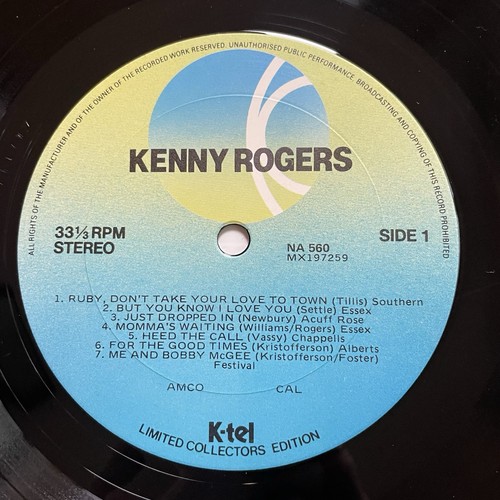 ALL RIGHTS OF THE MANUFACTURER AND OF THE OWNER OF THE RECORDED WORK RESERVED. UNAUTHORISED PUBLIC PERFORMANCE, BROADCASTING AND COPYING OF THIS RECORD PROHIBITED
KENNY ROGERS
33⅓ RPM
STEREO
NA 560
MX197259
SIDE 1
1. RUBY, DON'T TAKE YOUR LOVE TO TOWN (Tillis) Southern
2. BUT YOU KNOW I LOVE YOU (Settle) Essex
3. JUST DROPPED IN (Newbury) Acuff Rose
4. MOMMA'S WAITING (Williams/Rogers) Essex
5. HEED THE CALL (Vassy) Chappells
6. FOR THE GOOD TIMES (Kristofferson) Alberts
7. ME AND BOBBY McGEE (Kristofferson/Foster)
Festival
AMCO CAL
K-tel
LIMITED COLLECTORS EDITION